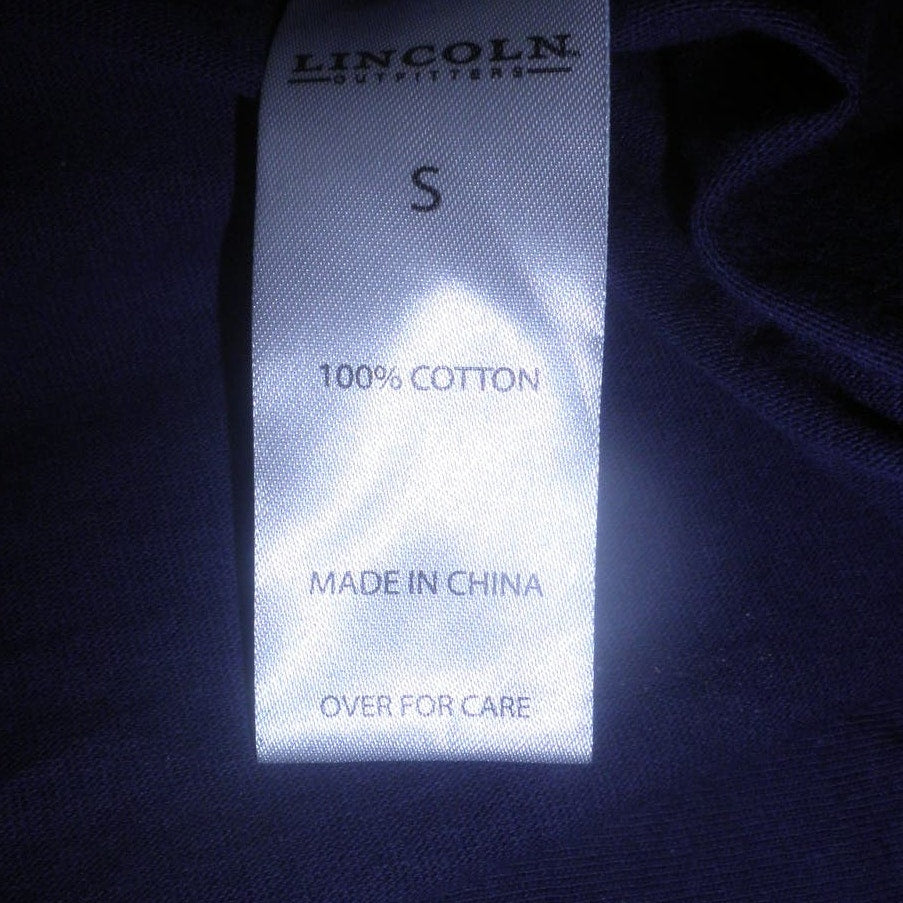 LINCOLN
OUTFITTERS
S
100% COTTON
MADE IN CHINA
OVER FOR CARE